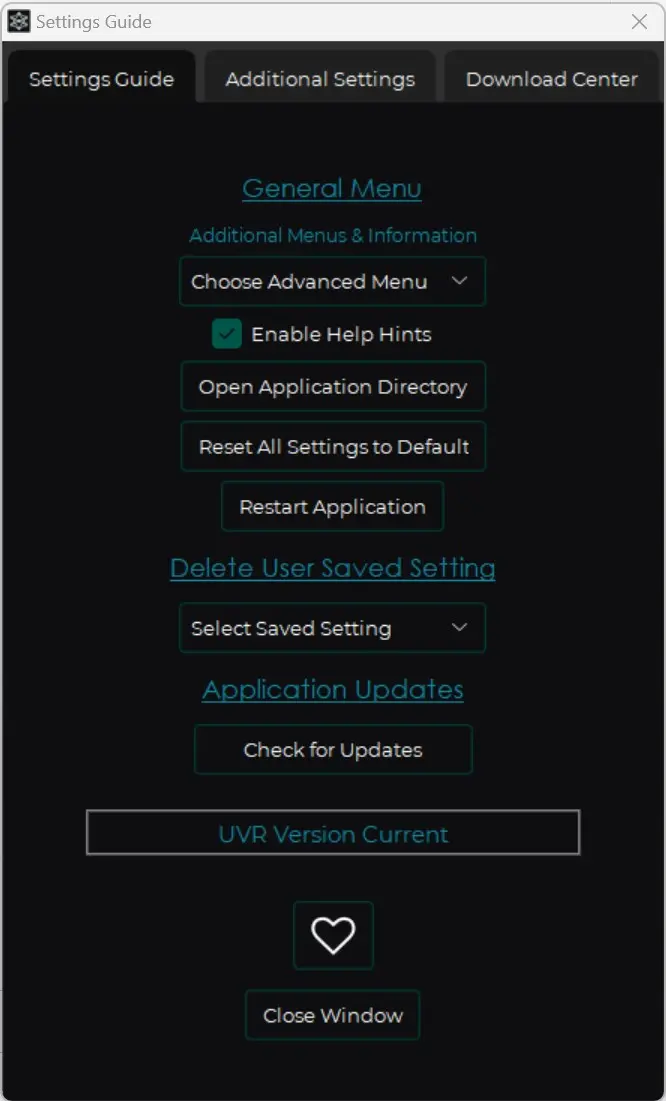 Settings Guide
Settings Guide Additional Settings Download Center
General Menu
Additional Menus & Information
Choose Advanced Menu
Enable Help Hints
Open Application Directory
Reset All Settings to Default
Restart Application
Delete User Saved Setting
Select Saved Setting
Application Updates
Check for Updates
UVR Version Current
Close Window